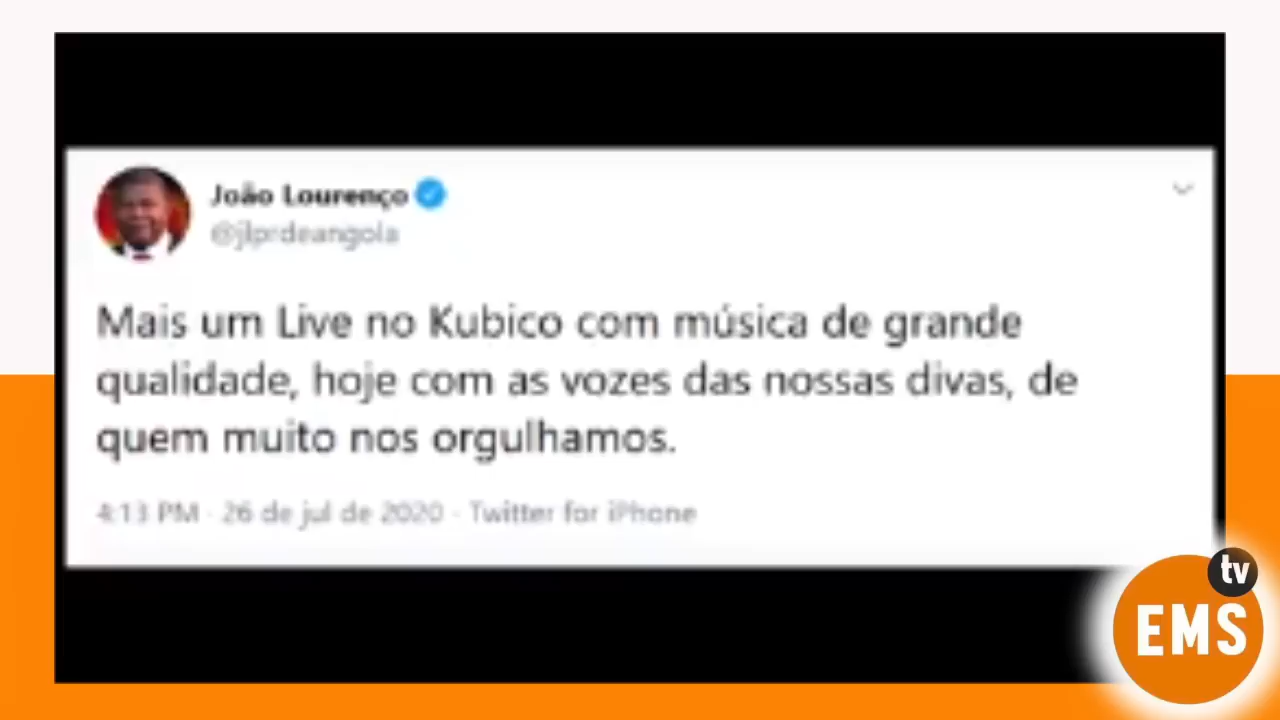 João Lourenço
@jlprdeangola
Mais um Live no Kubico com música de grande
qualidade, hoje com as vozes das nossas divas, de
quem muito nos orgulhamos.
4:13 PM · 26 de jul de 2020 · Twitter for iPhone
tv
EMS